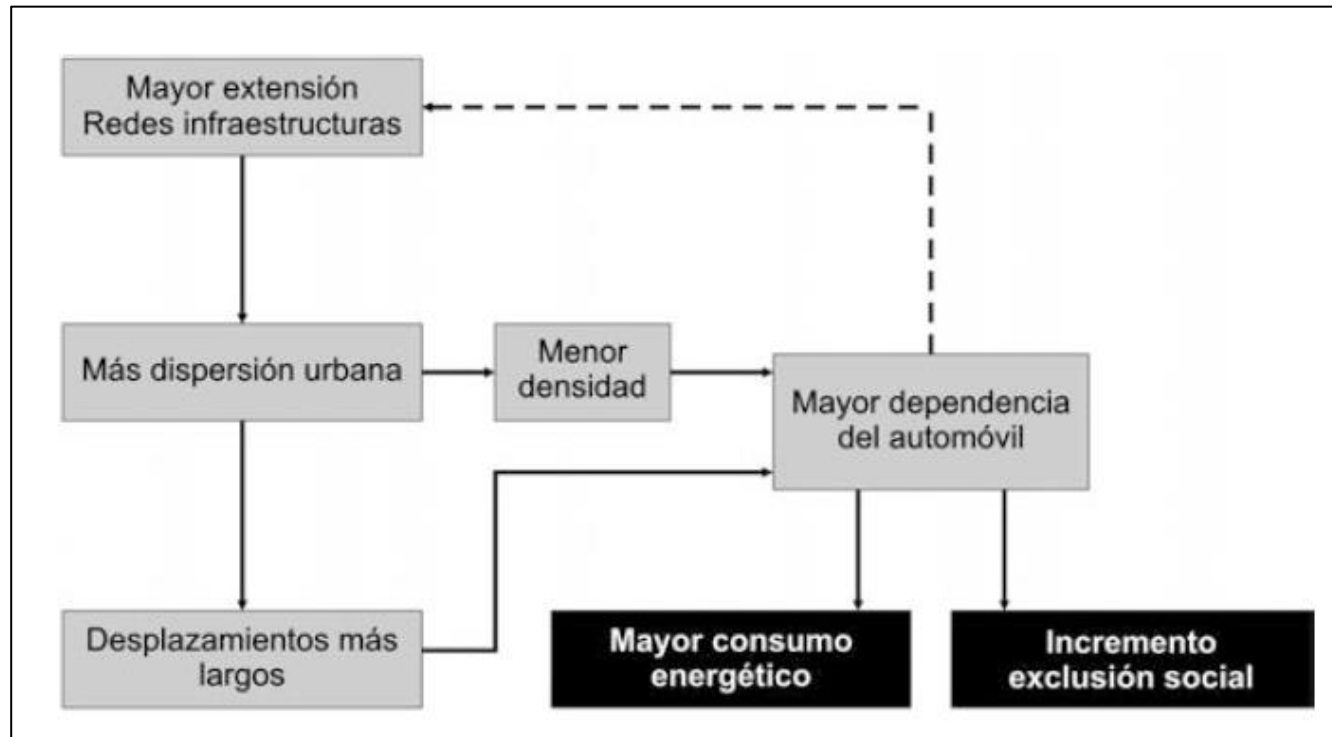 Mayor extensión
Redes infraestructuras
Más dispersión urbana
Menor
densidad
Mayor dependencia
del automóvil
Desplazamientos más
largos
Mayor consumo
energético
Incremento
exclusión social